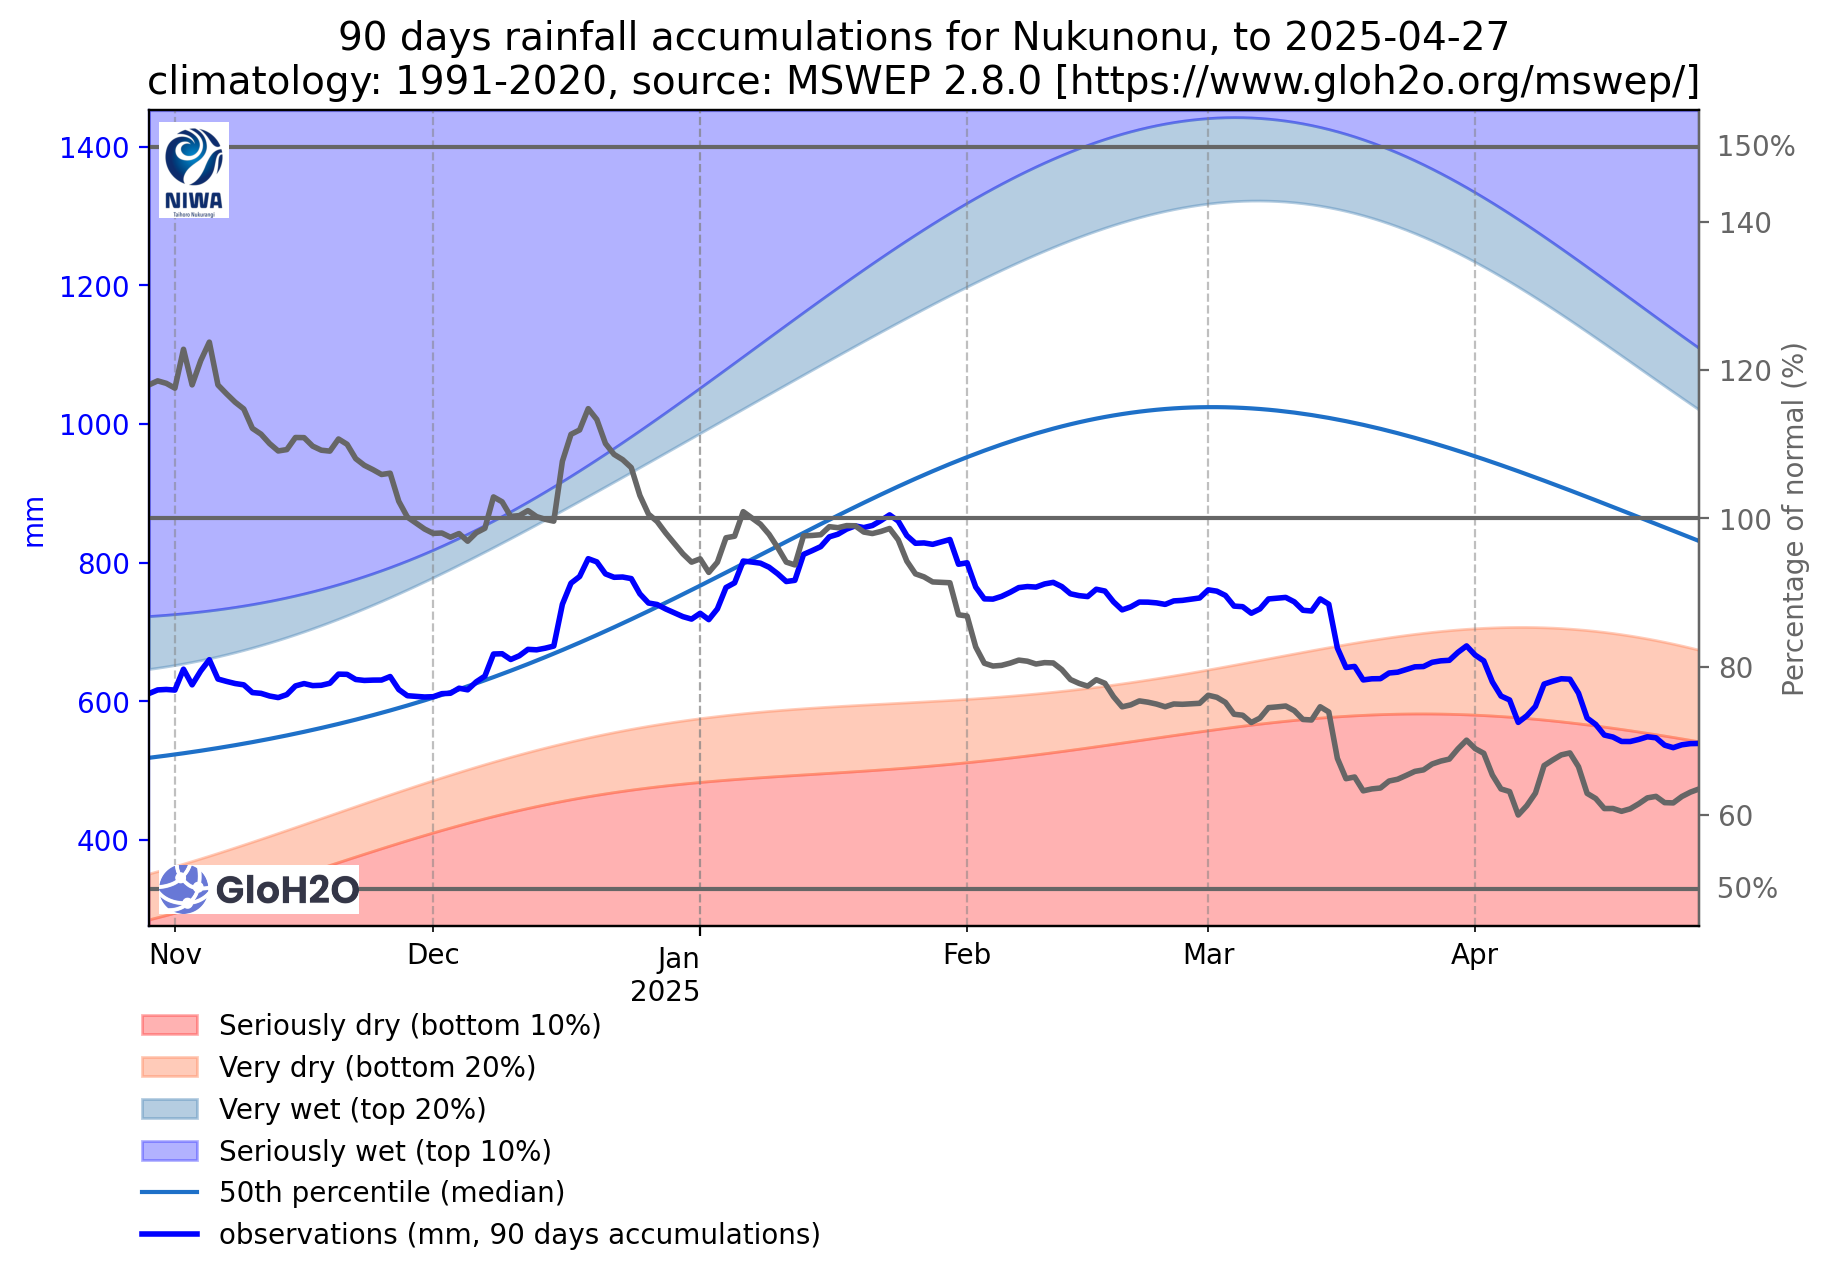 90 days rainfall accumulations for Nukunonu, to 2025-04-27
climatology: 1991-2020, source: MSWEP 2.8.0 [https://www.gloh2o.org/mswep/]
1400
1200
1000
800
600
400
mm
150%
140
120
100
80
60
50%
Percentage of normal (%)
NIWA
Taihoro Nukurangi
GloH2O
Nov
Dec
Jan
2025
Feb
Mar
Apr
Seriously dry (bottom 10%)
Very dry (bottom 20%)
Very wet (top 20%)
Seriously wet (top 10%)
50th percentile (median)
observations (mm, 90 days accumulations)